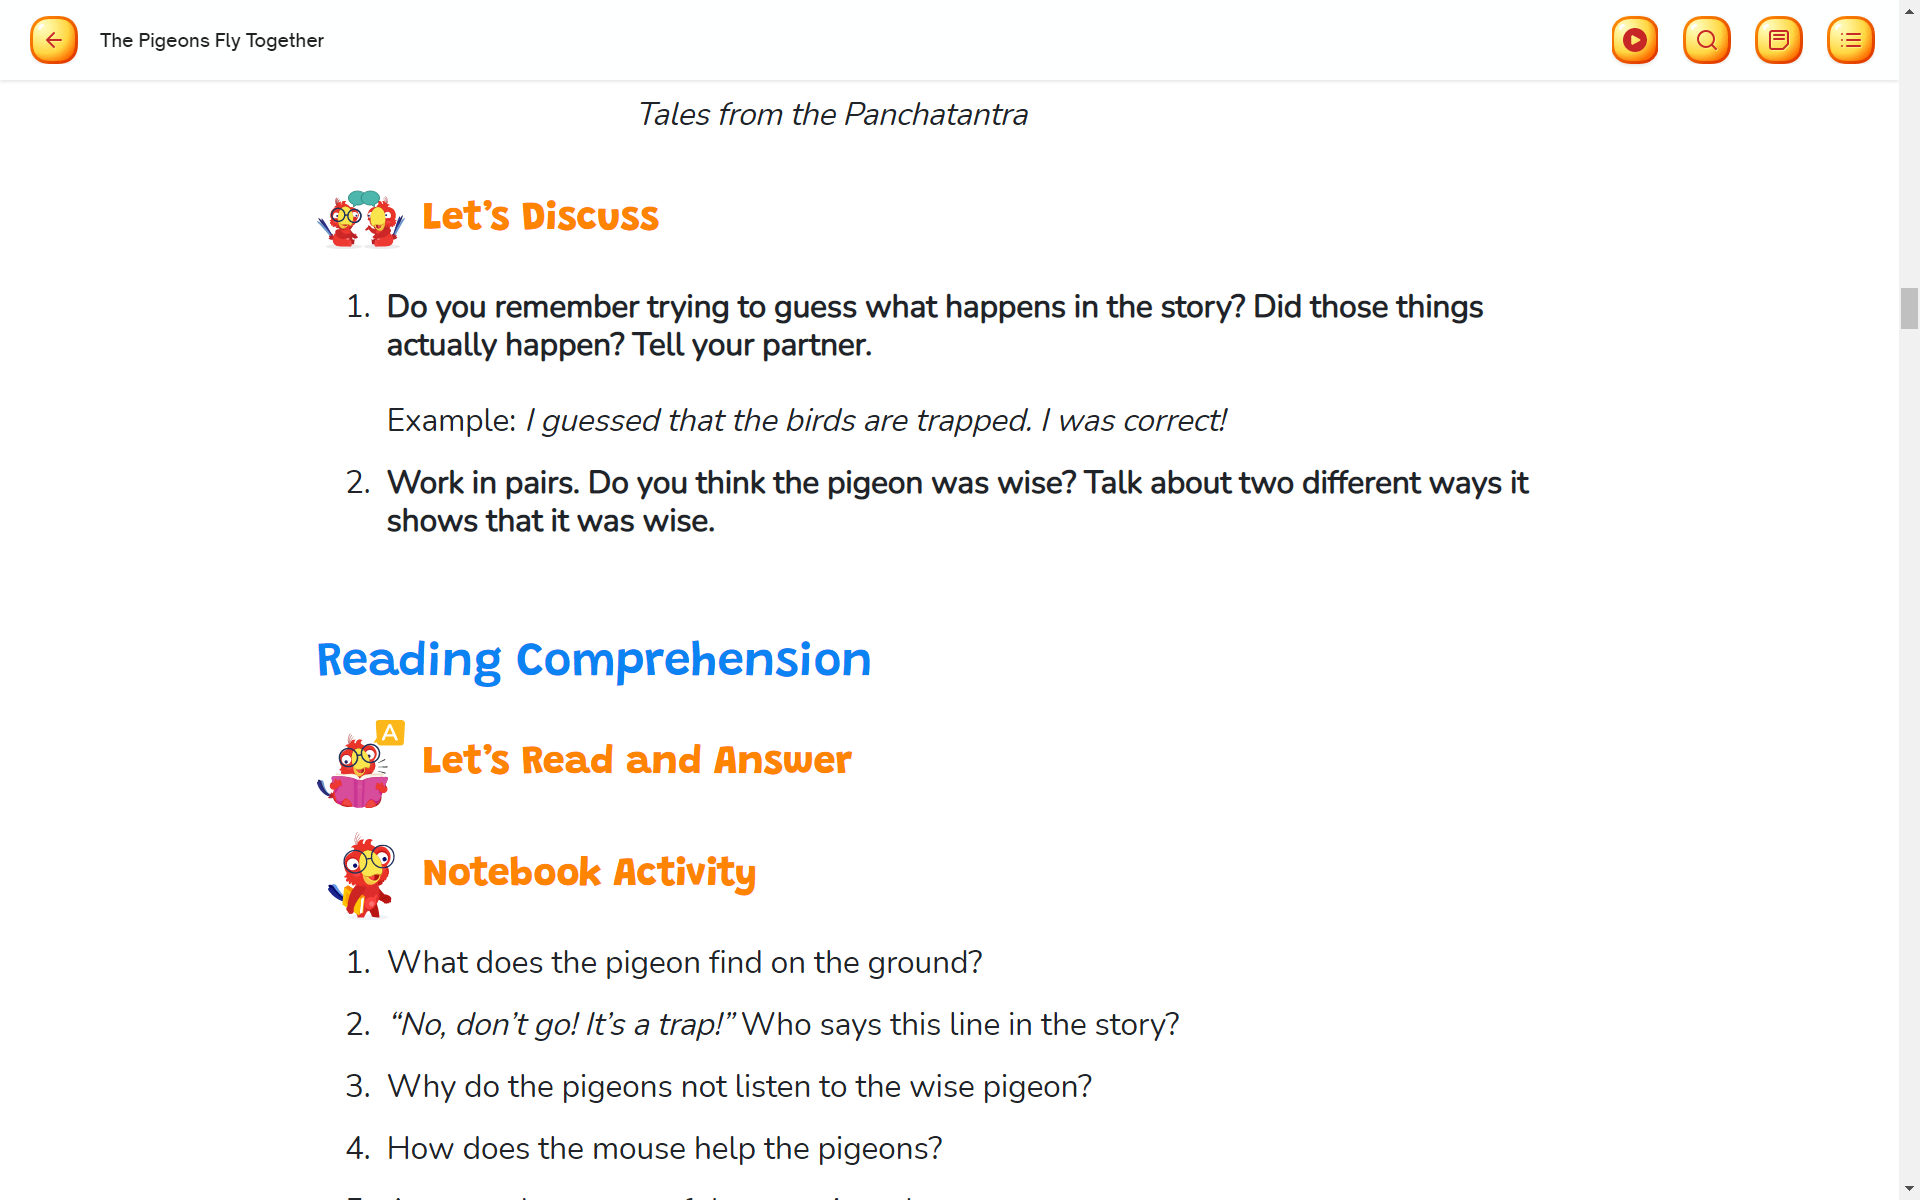 The Pigeons Fly Together
Tales from the Panchatantra
Let's Discuss
1. Do you remember trying to guess what happens in the story? Did those things
actually happen? Tell your partner.
Example: I guessed that the birds are trapped. I was correct!
2. Work in pairs. Do you think the pigeon was wise? Talk about two different ways it
shows that it was wise.
Reading Comprehension
A
Let's Read and Answer
Notebook Activity
1. What does the pigeon find on the ground?
2. “No, don’t go! It’s a trap!” Who says this line in the story?
3. Why do the pigeons not listen to the wise pigeon?
4. How does the mouse help the pigeons?